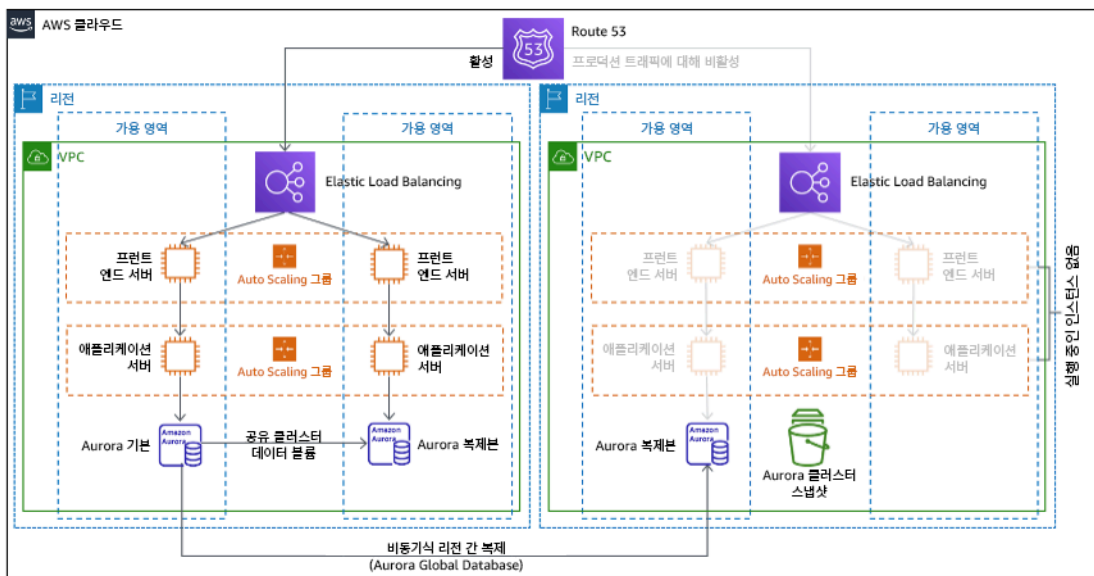 aws
AWS 클라우드
Route 53
53
활성
프로덕션 트래픽에 대해 비활성
리전
가용 영역
가용 영역
VPC
Elastic Load Balancing
프런트
엔드 서버
Auto Scaling 그룹
프런트
엔드 서버
애플리케이션
서버
Auto Scaling 그룹
애플리케이션
서버
Aurora 기본
Amazon
Aurora
공유 클러스터
데이터 볼륨
Amazon
Aurora
Aurora 복제본
리전
가용 영역
가용 영역
VPC
Elastic Load Balancing
프런트
엔드 서버
Auto Scaling 그룹
프런트
엔드 서버
애플리케이션
서버
Auto Scaling 그룹
애플리케이션
서버
실행 중인 인스턴스 없음
Aurora 복제본
Amazon
Aurora
Aurora 클러스터
스냅샷
비동기식 리전 간 복제
(Aurora Global Database)